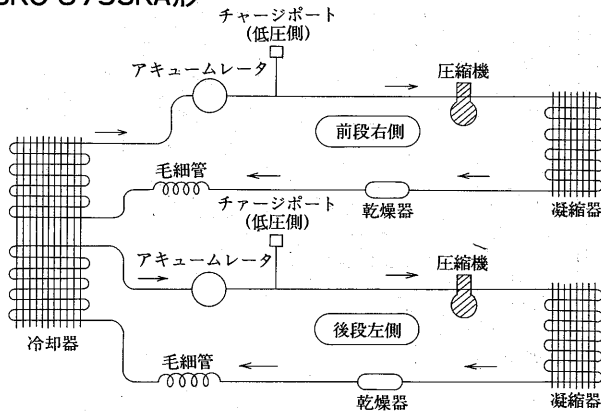 チャージポート
(低圧側)
アキュームレータ
圧縮機
前段右側
毛細管
乾燥器
凝縮器
チャージポート
(低圧側)
アキュームレータ
圧縮機
後段左側
冷却器
毛細管
乾燥器
凝縮器